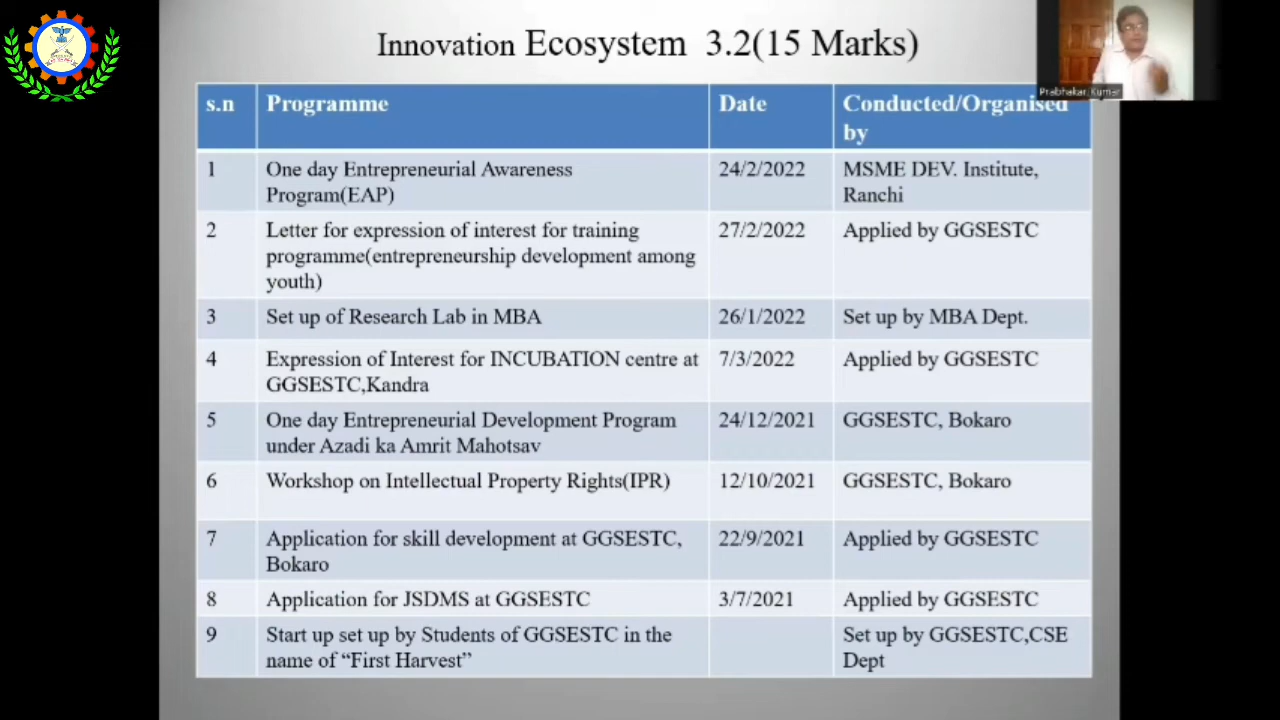 Innovation Ecosystem 3.2(15 Marks)
Prabhakar Kumar
s.n Programme Date Conducted/Organised
by
1 One day Entrepreneurial Awareness 24/2/2022 MSME DEV. Institute,
Program(EAP) Ranchi
2 Letter for expression of interest for training 27/2/2022 Applied by GGSESTC
programme(entrepreneurship development among
youth)
3 Set up of Research Lab in MBA 26/1/2022 Set up by MBA Dept.
4 Expression of Interest for INCUBATION centre at 7/3/2022 Applied by GGSESTC
GGSESTC,Kandra
5 One day Entrepreneurial Development Program 24/12/2021 GGSESTC, Bokaro
under Azadi ka Amrit Mahotsav
6 Workshop on Intellectual Property Rights(IPR) 12/10/2021 GGSESTC, Bokaro
7 Application for skill development at GGSESTC, 22/9/2021 Applied by GGSESTC
Bokaro
8 Application for JSDMS at GGSESTC 3/7/2021 Applied by GGSESTC
9 Start up set up by Students of GGSESTC in the Set up by GGSESTC,CSE
name of “First Harvest” Dept